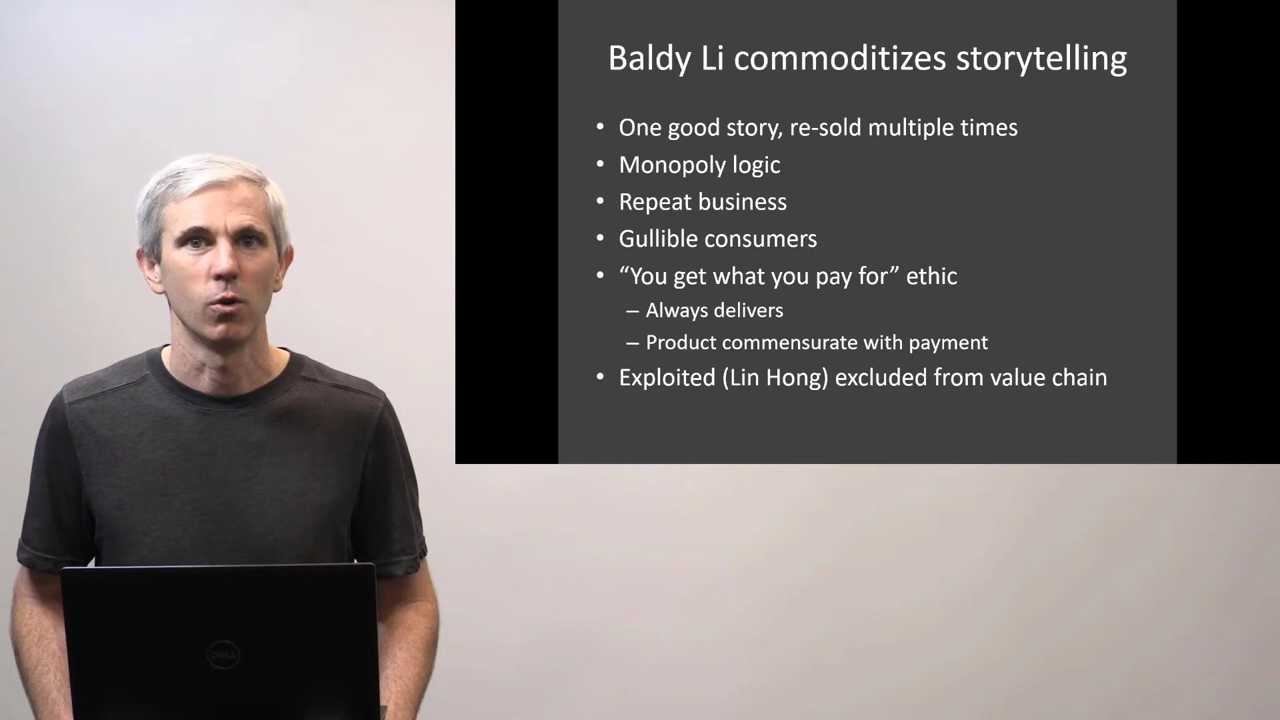 Baldy Li commoditizes storytelling
• One good story, re-sold multiple times
• Monopoly logic
• Repeat business
• Gullible consumers
• “You get what you pay for” ethic
– Always delivers
– Product commensurate with payment
• Exploited (Lin Hong) excluded from value chain
DELL